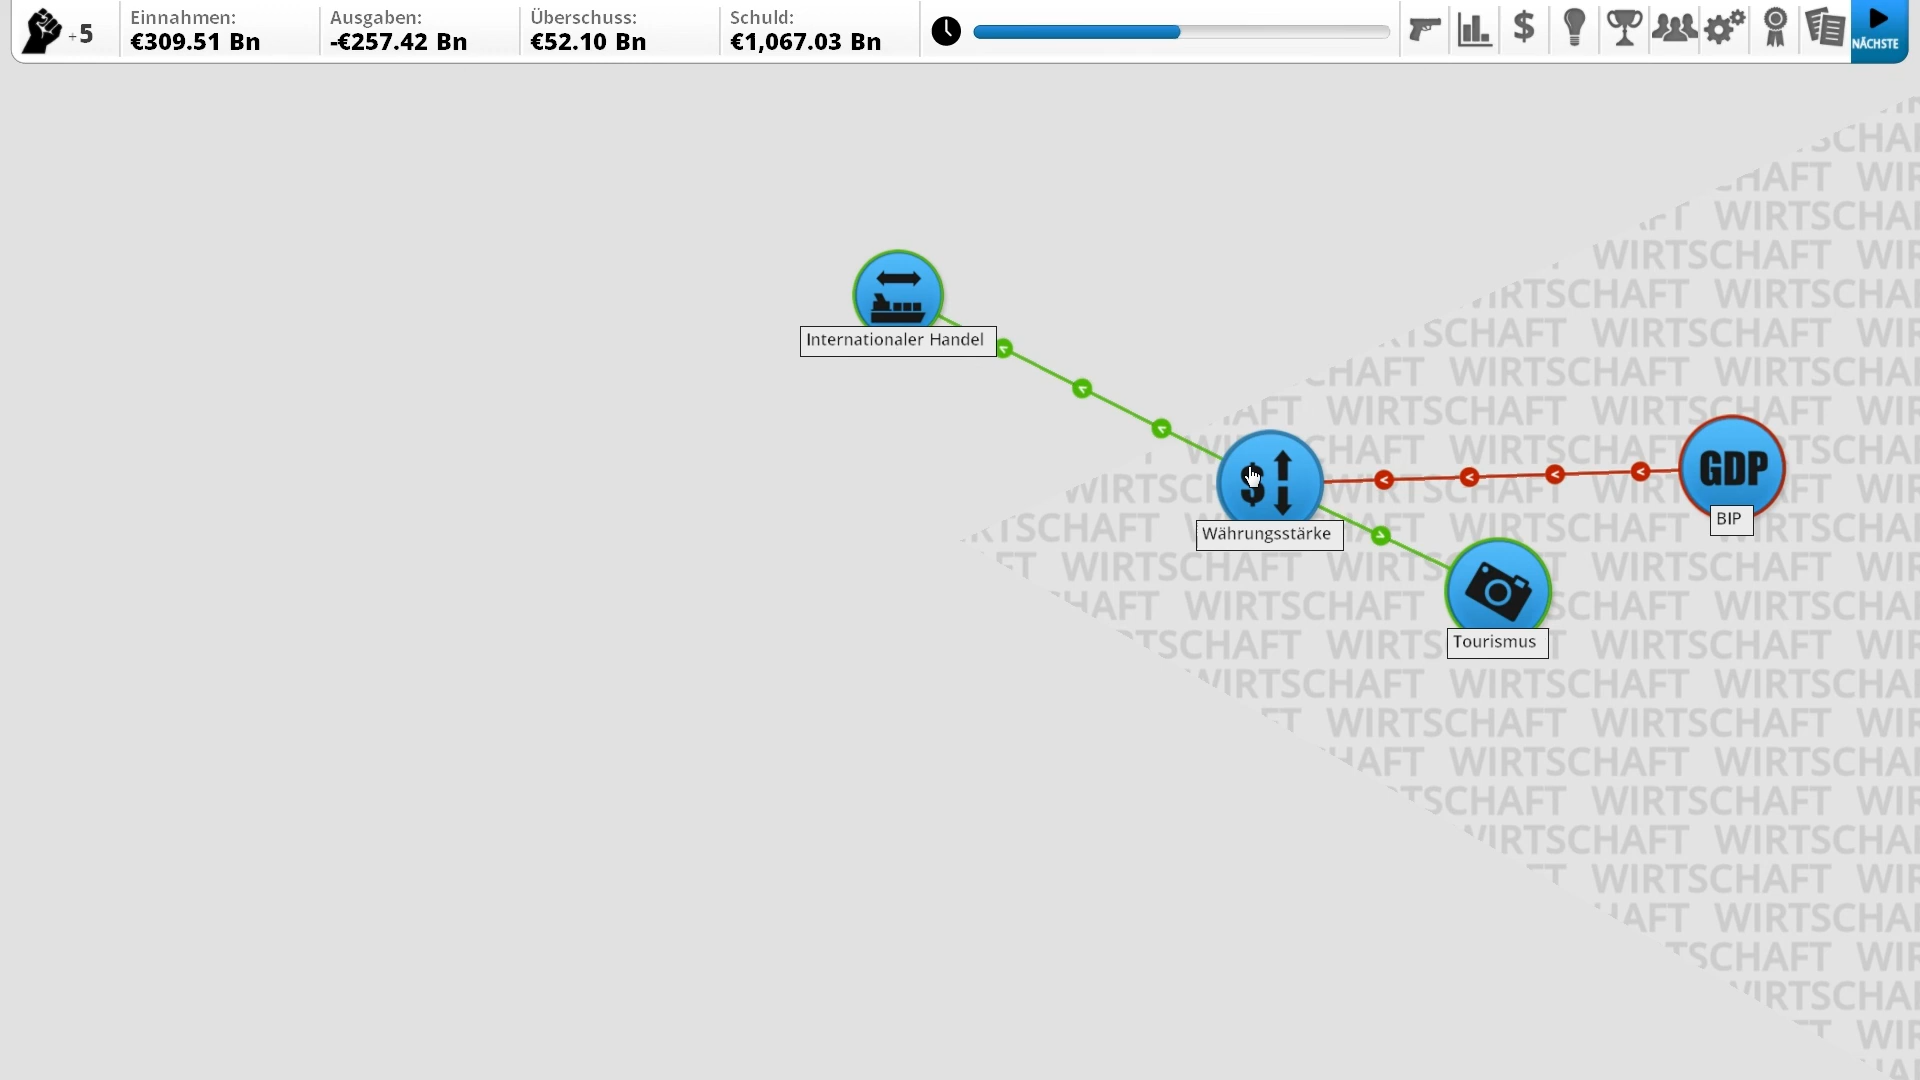 +5
Einnahmen:
€309.51 Bn
Ausgaben:
-€257.42 Bn
Überschuss:
€52.10 Bn
Schuld:
€1,067.03 Bn
NÄCHSTE
Internationaler Handel
Währungsstärke
GDP
BIP
Tourismus
WIRTSCHAFT WIRTSCHAFT WIRTSCHAFT